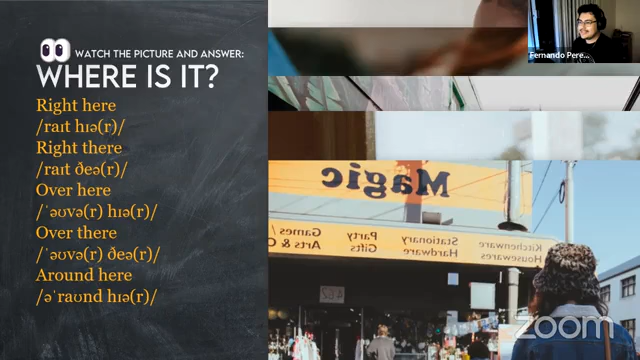 WATCH THE PICTURE AND ANSWER:
WHERE IS IT?
Right here
/raɪt hɪə(r)/
Right there
/raɪt ðeə(r)/
Over here
/ˈəʊvə(r) hɪə(r)/
Over there
/ˈəʊvə(r) ðeə(r)/
Around here
/əˈraʊnd hɪə(r)/
Fernando Pere...
Magic
Kitchenware
Housewares
Stationary
Hardware
Party
Gifts
Games /
Arts & C
462
zoom